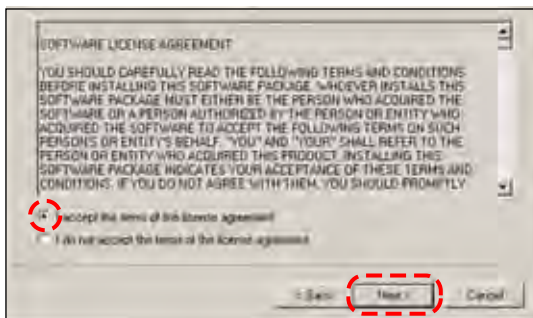 SOFTWARE LICENSE AGREEMENT
YOU SHOULD CAREFULLY READ THE FOLLOWING TERMS AND CONDITIONS
BEFORE INSTALLING THIS SOFTWARE PACKAGE. WHOEVER INSTALLS THIS
SOFTWARE PACKAGE MUST EITHER BE THE PERSON WHO ACQUIRED THE
SOFTWARE OR A PERSON AUTHORIZED BY THE PERSON OR ENTITY WHO
ACQUIRED THE SOFTWARE TO ACCEPT THE FOLLOWING TERMS ON SUCH
PERSON'S OR ENTITY'S BEHALF. "YOU" AND "YOUR" SHALL REFER TO THE
PERSON OR ENTITY WHO ACQUIRED THIS PRODUCT. INSTALLING THIS
SOFTWARE PACKAGE INDICATES YOUR ACCEPTANCE OF THESE TERMS AND
CONDITIONS. IF YOU DO NOT AGREE WITH THEM, YOU SHOULD PROMPTLY
I accept the terms of the license agreement
I do not accept the terms of the license agreement
< Back
Next >
Cancel